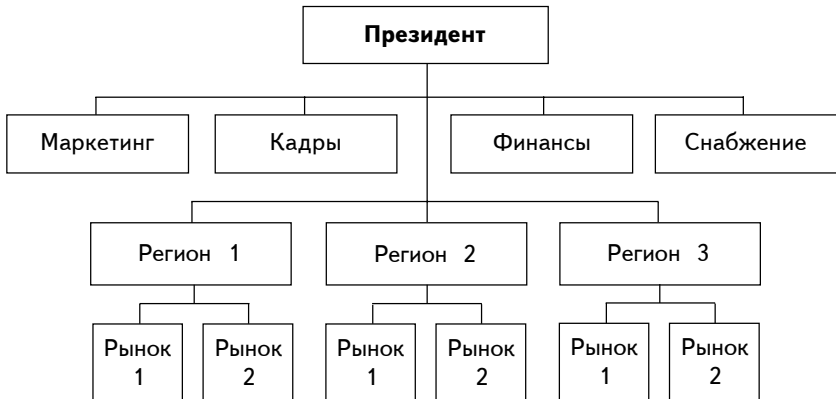 Президент
Маркетинг
Кадры
Финансы
Снабжение
Регион 1
Регион 2
Регион 3
Рынок
1
Рынок
2
Рынок
1
Рынок
2
Рынок
1
Рынок
2